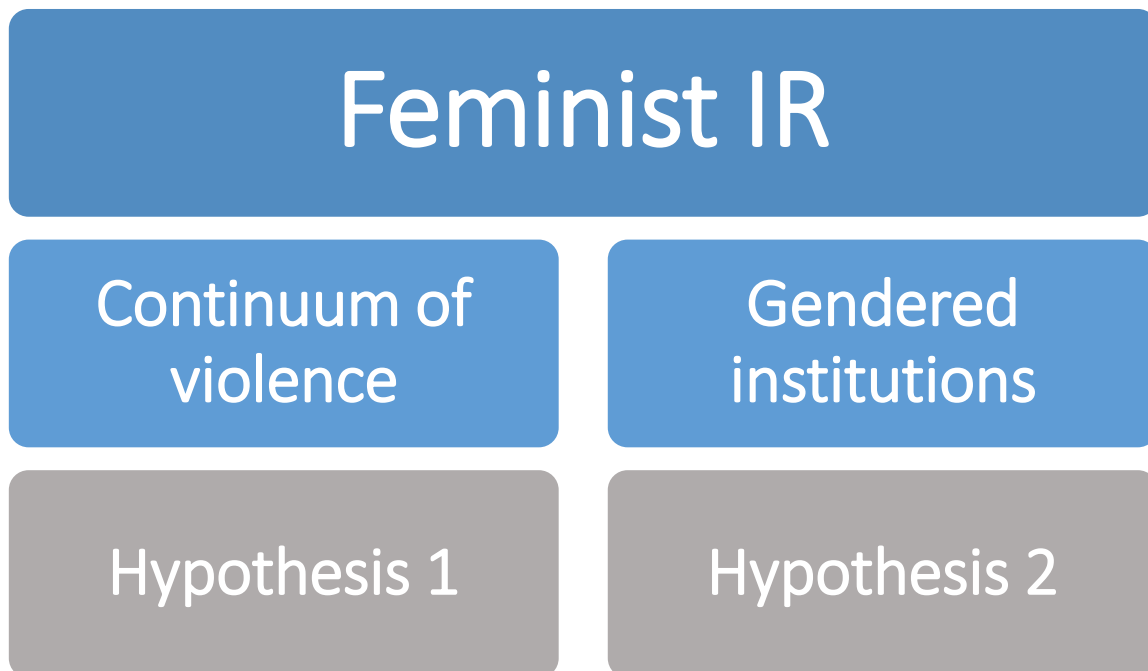 Feminist IR
Continuum of
violence
Gendered
institutions
Hypothesis 1
Hypothesis 2